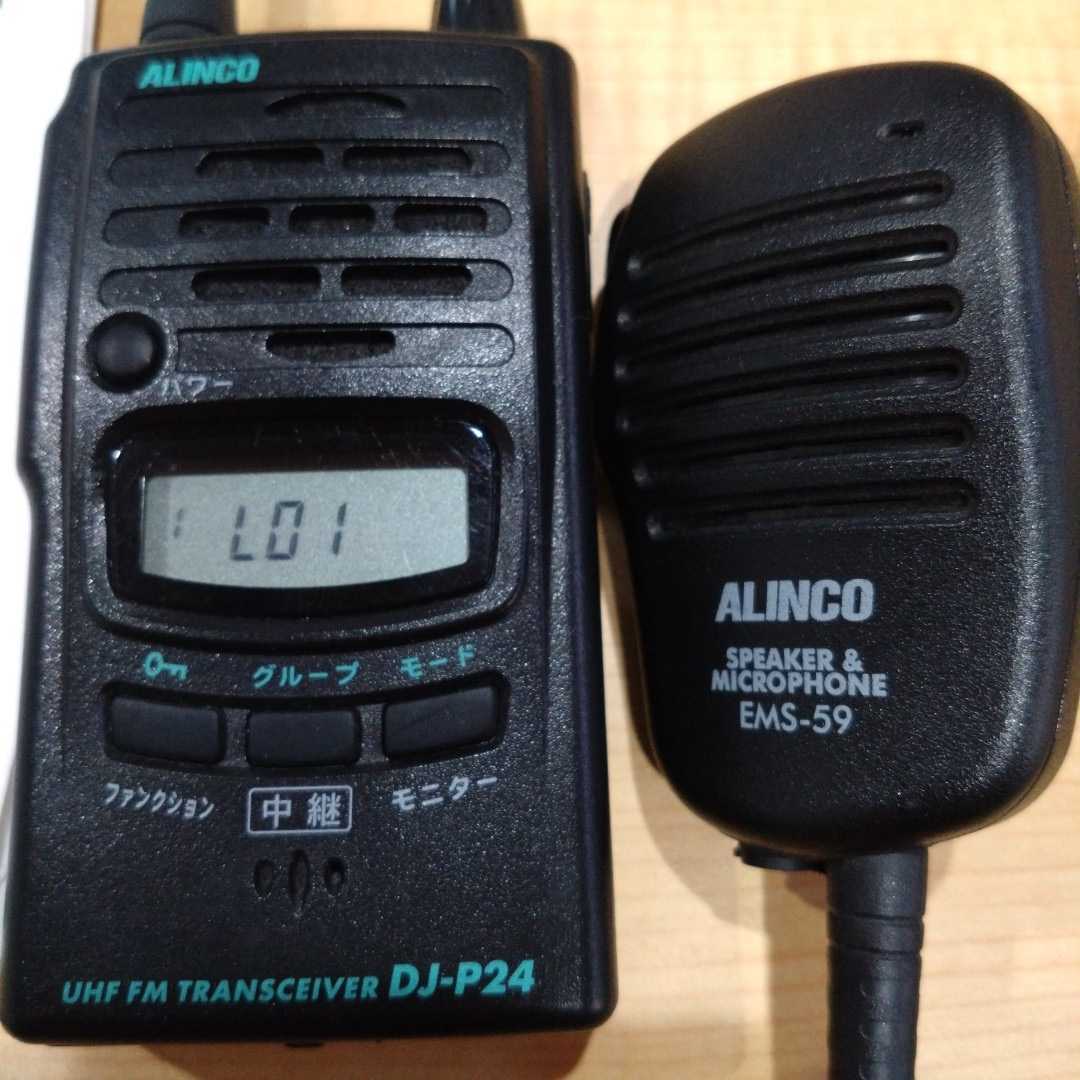 ALINCO
パワー
L01
グループ モード
ファンクション 中継 モニター
UHF FM TRANSCEIVER DJ-P24
ALINCO
SPEAKER &
MICROPHONE
EMS-59